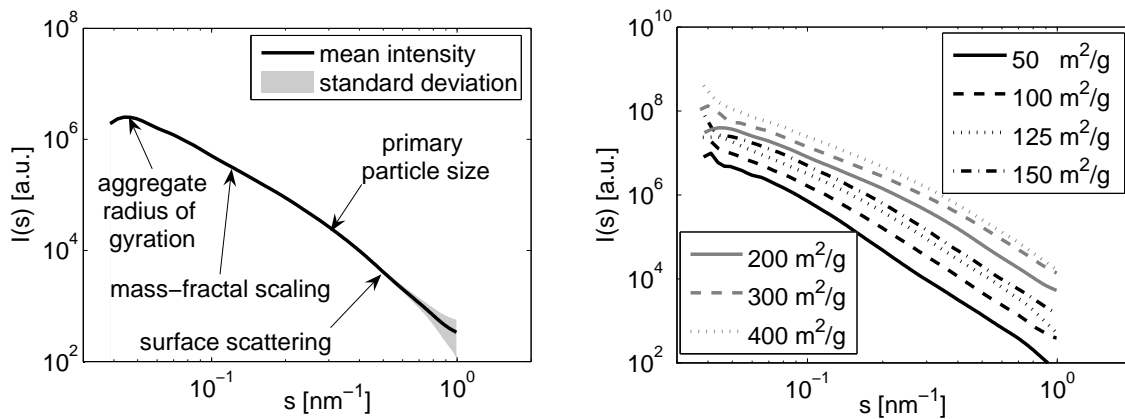 10^8
10^6
10^4
10^2
I(s) [a.u.]
mean intensity
standard deviation
primary
particle size
aggregate
radius of
gyration
mass−fractal scaling
surface scattering
10^−1
10^0
s [nm^−1]
10^10
10^8
10^6
10^4
10^2
I(s) [a.u.]
50 m^2/g
100 m^2/g
125 m^2/g
150 m^2/g
200 m^2/g
300 m^2/g
400 m^2/g
10^−1
10^0
s [nm^−1]